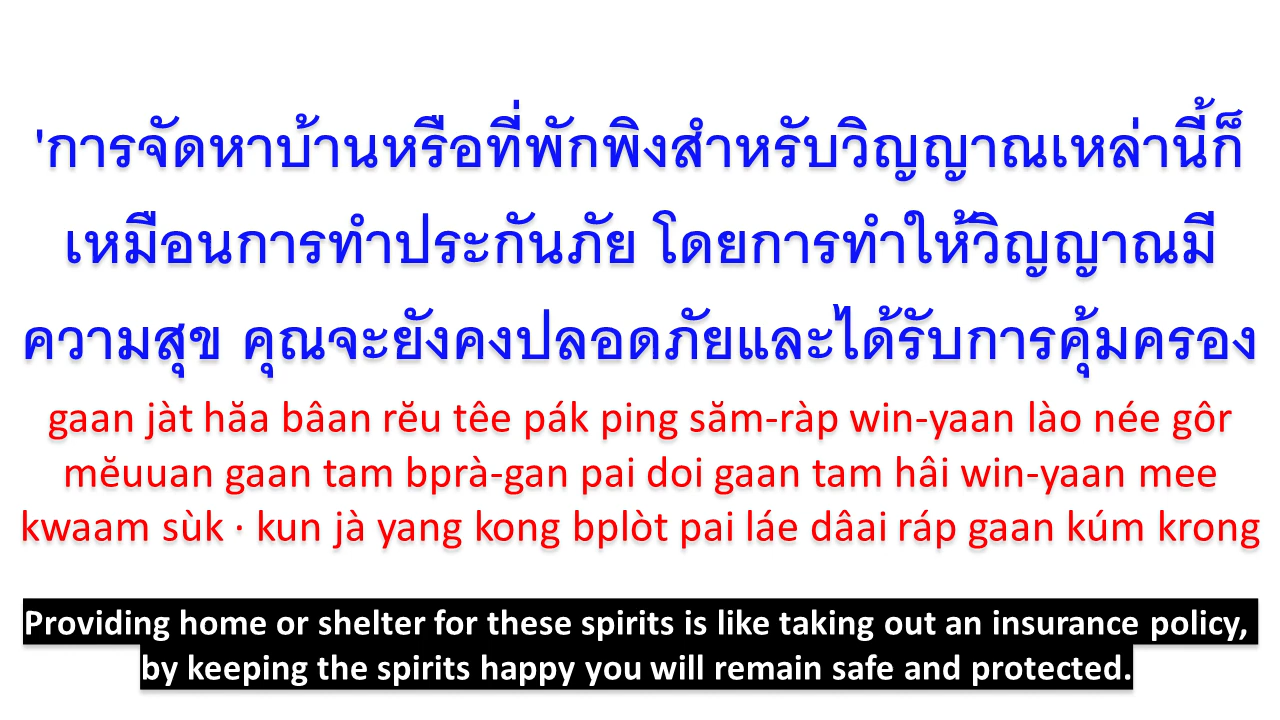 'การจัดหาบ้านหรือที่พักพิงสำหรับวิญญาณเหล่านี้ก็
เหมือนการทำประกันภัย โดยการทำให้วิญญาณมี
ความสุข คุณจะยังคงปลอดภัยและได้รับการคุ้มครอง
gaan jàt hăa bâan rĕu têe pák ping săm-ràp win-yaan lào née gôr
mĕuuan gaan tam bprà-gan pai doi gaan tam hâi win-yaan mee
kwaam sùk · kun jà yang kong bplòt pai láe dâai ráp gaan kúm krong
Providing home or shelter for these spirits is like taking out an insurance policy,
by keeping the spirits happy you will remain safe and protected.